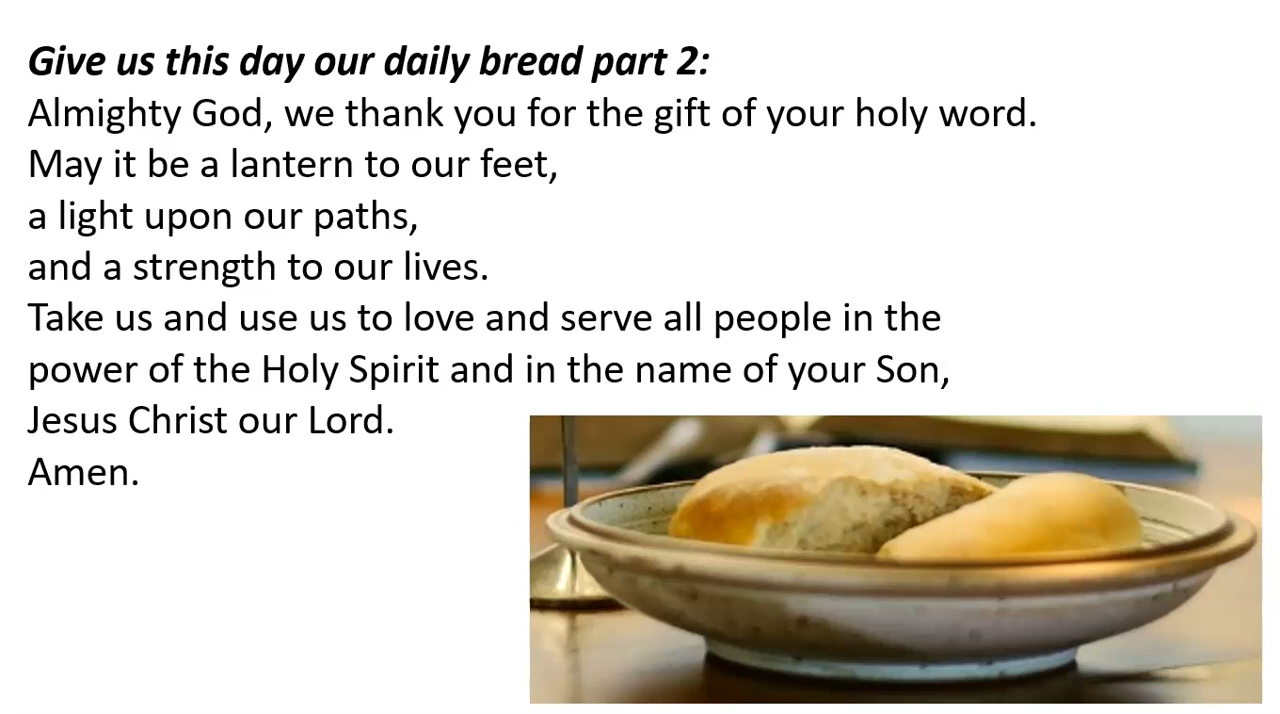 Give us this day our daily bread part 2:
Almighty God, we thank you for the gift of your holy word.
May it be a lantern to our feet,
a light upon our paths,
and a strength to our lives.
Take us and use us to love and serve all people in the
power of the Holy Spirit and in the name of your Son,
Jesus Christ our Lord.
Amen.